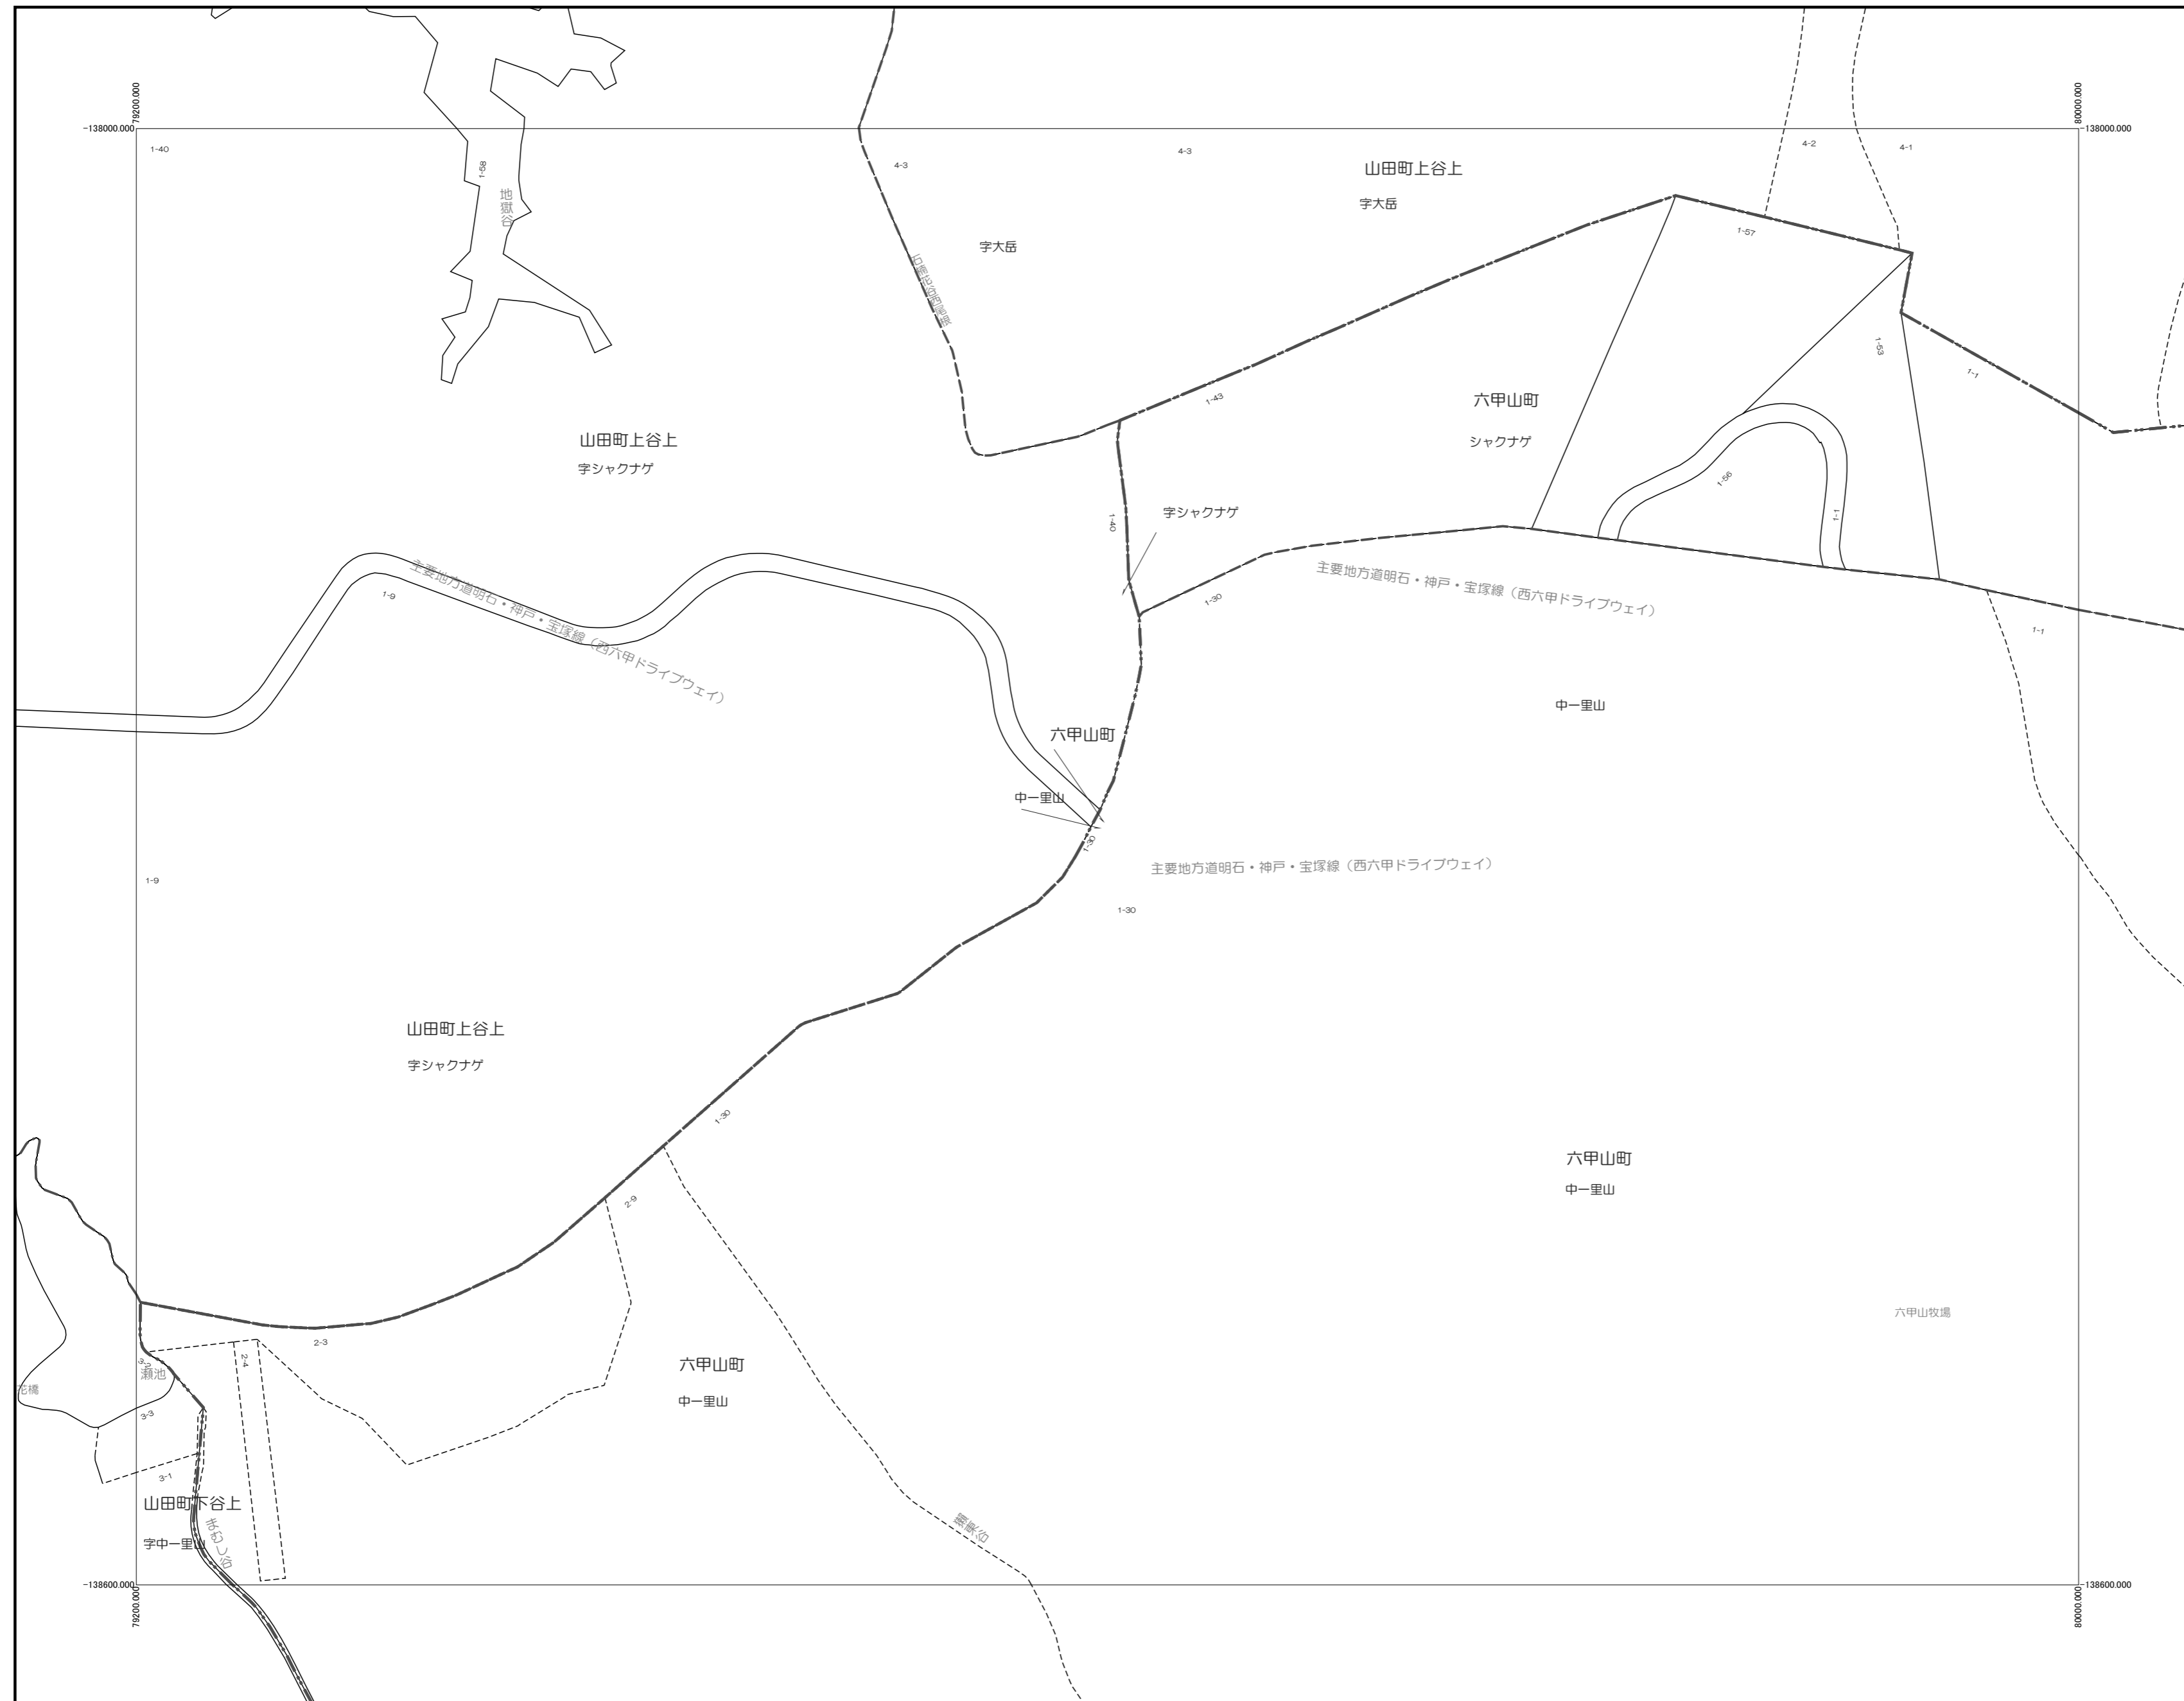 79200.000
80000.000
-138000.000
-138000.000
1-40
1-58
地獄谷
4-3
4-3
山田町上谷上
字大岳
字大岳
4-2
4-1
1-57
1-53
1-1
1-43
六甲山町
シャクナゲ
山田町上谷上
字シャクナゲ
1-56
1-1
1-40
字シャクナゲ
主要地方道明石・神戸・宝塚線（西六甲ドライブウェイ）
1-9
1-30
主要地方道明石・神戸・宝塚線（西六甲ドライブウェイ）
1-1
中一里山
六甲山町
中一里山
1-30
主要地方道明石・神戸・宝塚線（西六甲ドライブウェイ）
1-9
1-30
山田町上谷上
字シャクナゲ
1-30
六甲山町
中一里山
2-9
六甲山牧場
2-3
2-4
3-2
瀬池
花橋
3-3
六甲山町
中一里山
3-1
山田町下谷上
字中一里山
まむし谷
-138600.000
-138600.000
79200.000
80000.000